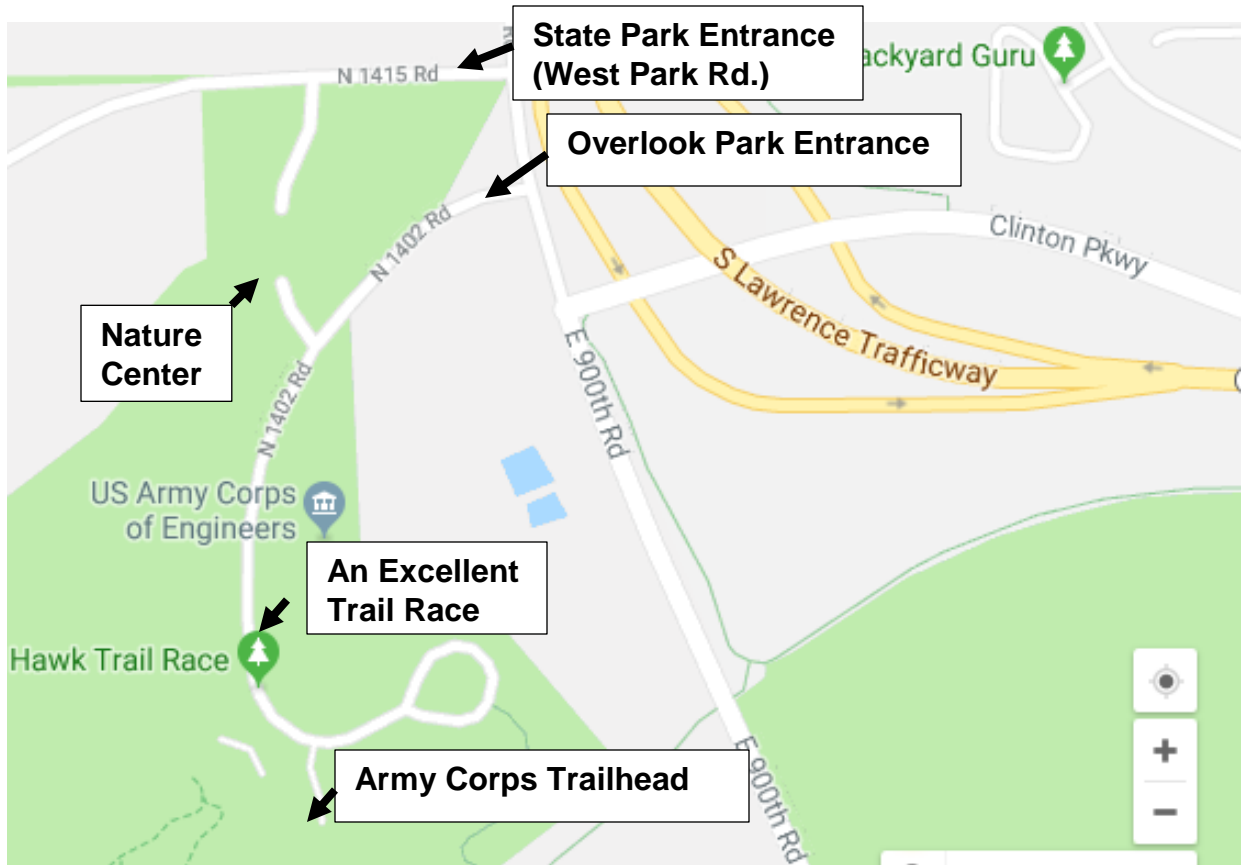 State Park Entrance
(West Park Rd.)
ackyard Guru
N 1415 Rd
Overlook Park Entrance
N 1402 Rd
Clinton Pkwy
S Lawrence Trafficway
Nature
Center
E 900th Rd
N 1402 Rd
US Army Corps
of Engineers
An Excellent
Trail Race
Hawk Trail Race
Army Corps Trailhead
E 900th Rd
+
−